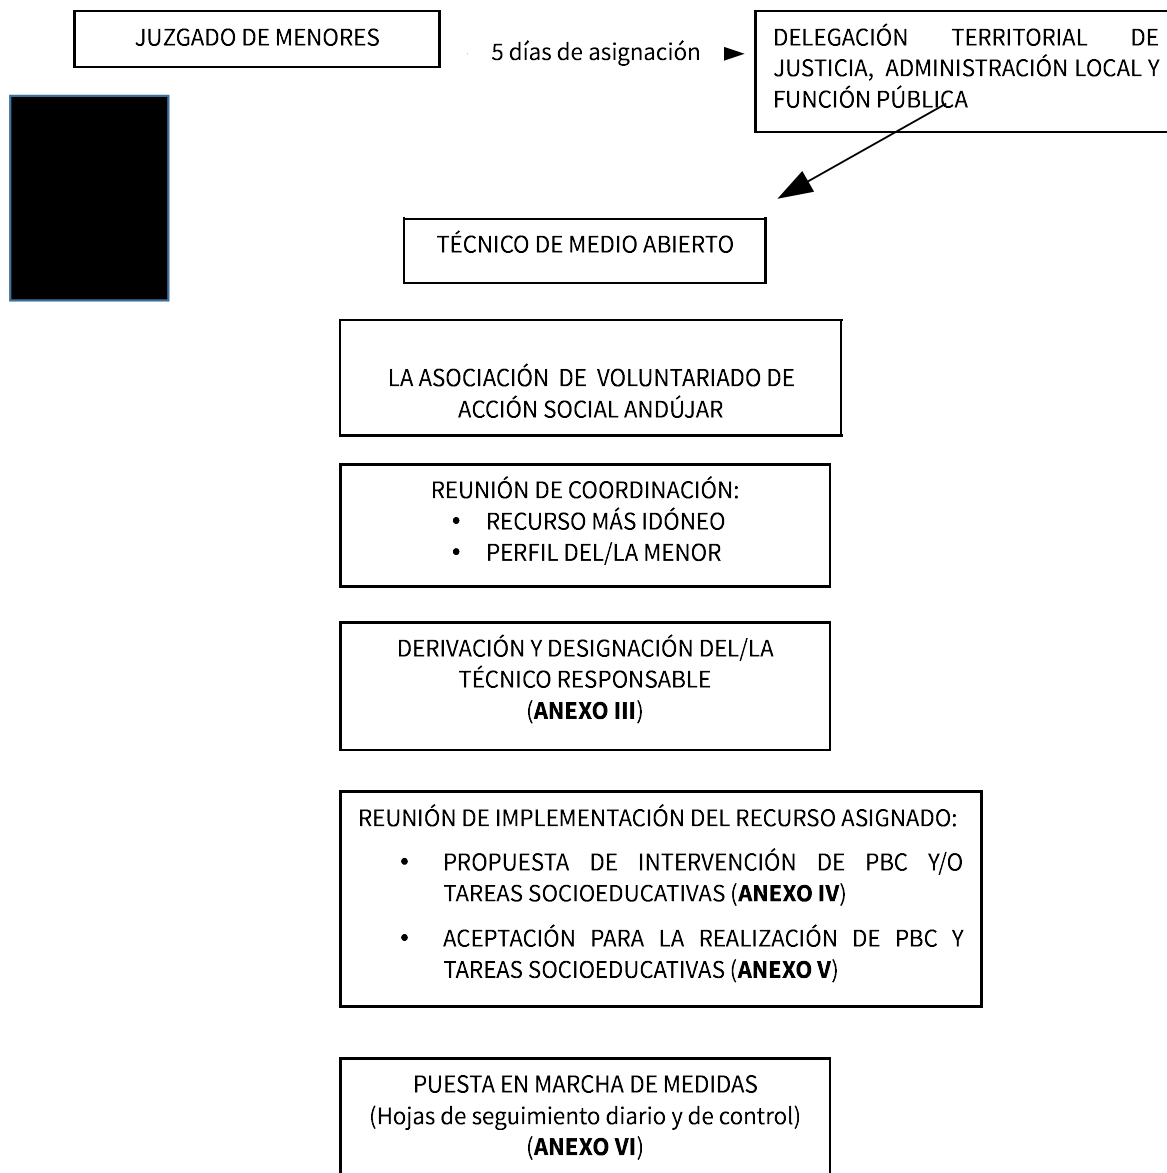 JUZGADO DE MENORES
5 días de asignación
DELEGACIÓN TERRITORIAL DE
JUSTICIA, ADMINISTRACIÓN LOCAL Y
FUNCIÓN PÚBLICA
TÉCNICO DE MEDIO ABIERTO
LA ASOCIACIÓN DE VOLUNTARIADO DE
ACCIÓN SOCIAL ANDÚJAR
REUNIÓN DE COORDINACIÓN:
• RECURSO MÁS IDÓNEO
• PERFIL DEL/LA MENOR
DERIVACIÓN Y DESIGNACIÓN DEL/LA
TÉCNICO RESPONSABLE
(ANEXO III)
REUNIÓN DE IMPLEMENTACIÓN DEL RECURSO ASIGNADO:
• PROPUESTA DE INTERVENCIÓN DE PBC Y/O
TAREAS SOCIOEDUCATIVAS (ANEXO IV)
• ACEPTACIÓN PARA LA REALIZACIÓN DE PBC Y
TAREAS SOCIOEDUCATIVAS (ANEXO V)
PUESTA EN MARCHA DE MEDIDAS
(Hojas de seguimiento diario y de control)
(ANEXO VI)